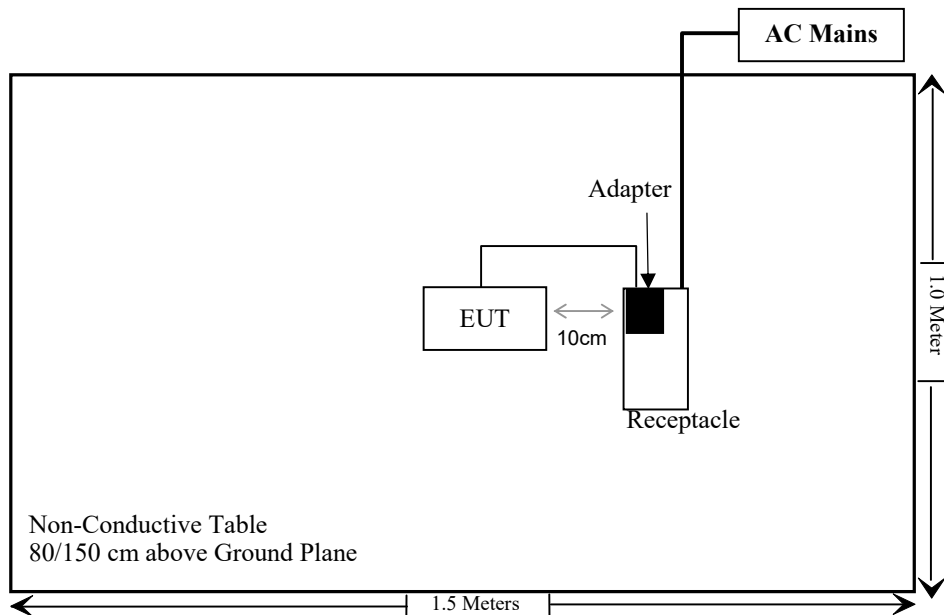 AC Mains
Adapter
EUT
10cm
1.0 Meter
Receptacle
Non-Conductive Table
80/150 cm above Ground Plane
1.5 Meters